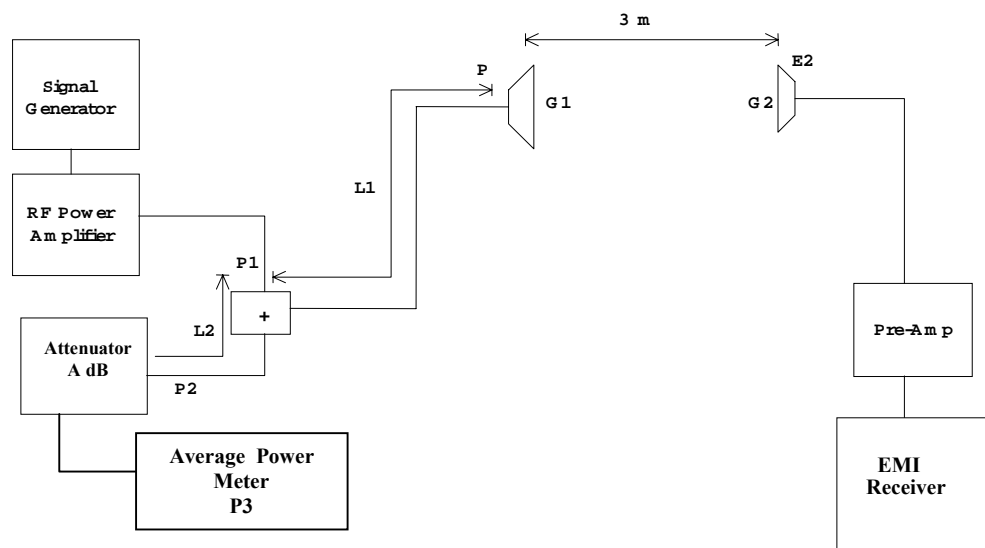 3 m
Signal
Generator
P
E2
G1
G2
L1
RF Power
Amplifier
P1
+
L2
Pre-Amp
Attenuator
A dB
P2
Average Power
Meter
P3
EMI
Receiver